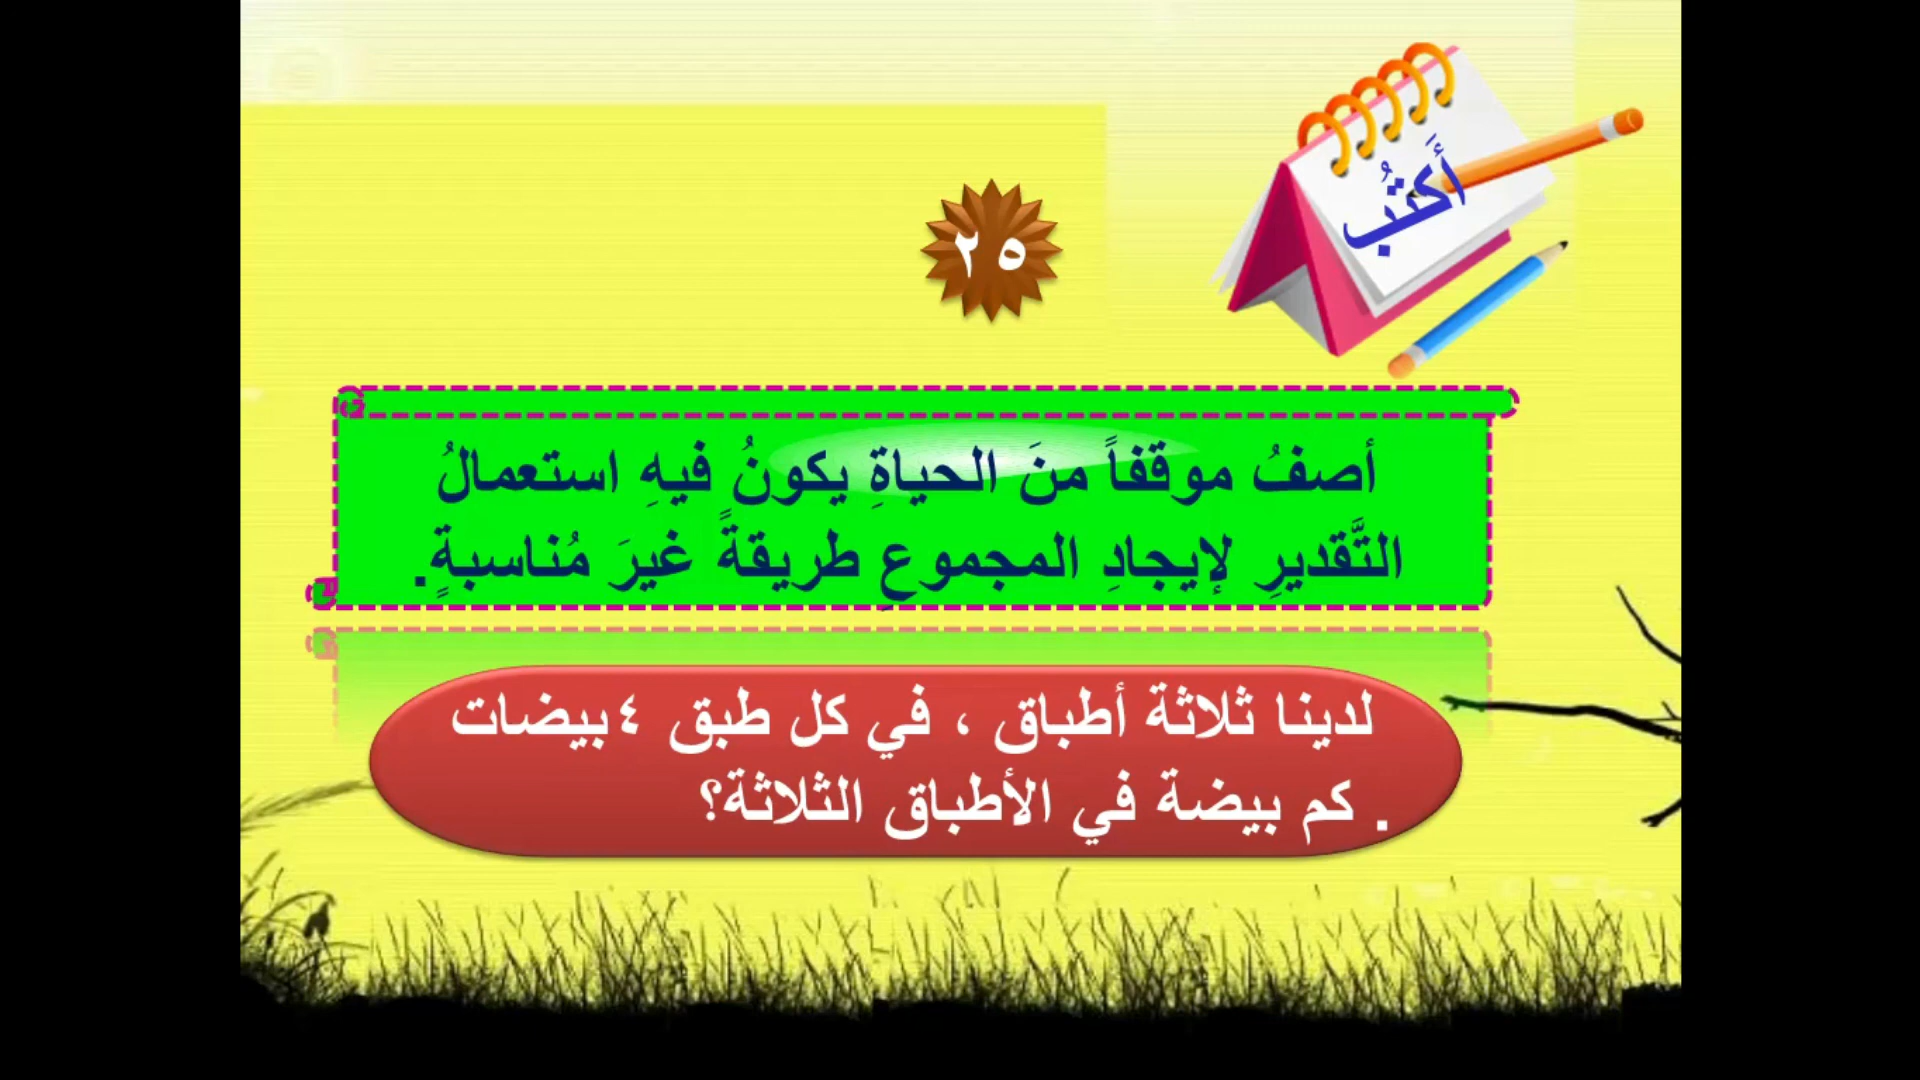 أَكتُبُ
٢٥
أصفُ موقفاً منَ الحياةِ يكونُ فيهِ استعمالُ
التَّقديرِ لإيجادِ المجموعِ طريقةً غيرَ مُناسبةٍ.
لدينا ثلاثة أطباق ، في كل طبق ٤ بيضات
. كم بيضة في الأطباق الثلاثة؟